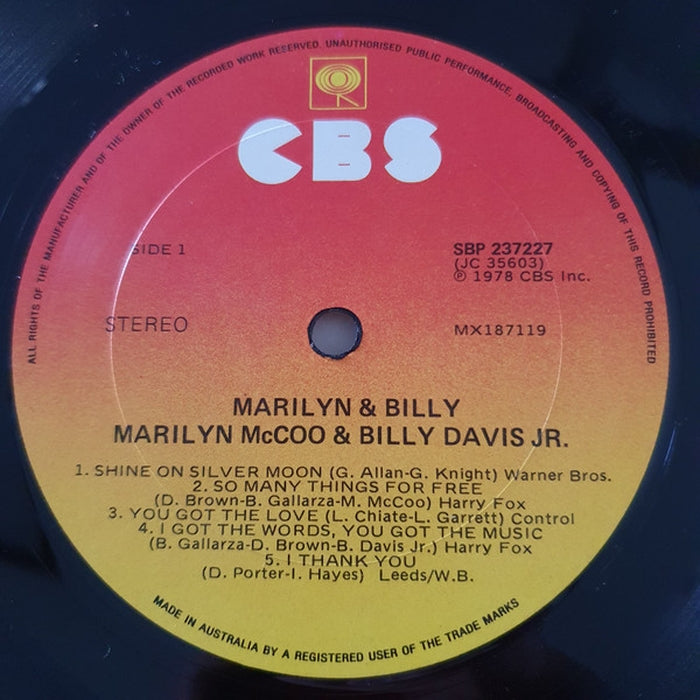 ALL RIGHTS OF THE MANUFACTURER AND OF THE OWNER OF THE RECORDED WORK RESERVED. UNAUTHORISED PUBLIC PERFORMANCE, BROADCASTING AND COPYING OF THIS RECORD PROHIBITED
CBS
SIDE 1
SBP 237227
(JC 35603)
℗ 1978 CBS Inc.
STEREO
MX187119
MARILYN & BILLY
MARILYN McCOO & BILLY DAVIS JR.
1. SHINE ON SILVER MOON (G. Allan-G. Knight) Warner Bros.
2. SO MANY THINGS FOR FREE
(D. Brown-B. Gallarza-M. McCoo) Harry Fox
3. YOU GOT THE LOVE (L. Chiate-L. Garrett) Control
4. I GOT THE WORDS, YOU GOT THE MUSIC
(B. Gallarza-D. Brown-B. Davis Jr.) Harry Fox
5. I THANK YOU
(D. Porter-I. Hayes) Leeds/W.B.
MADE IN AUSTRALIA BY A REGISTERED USER OF THE TRADE MARKS